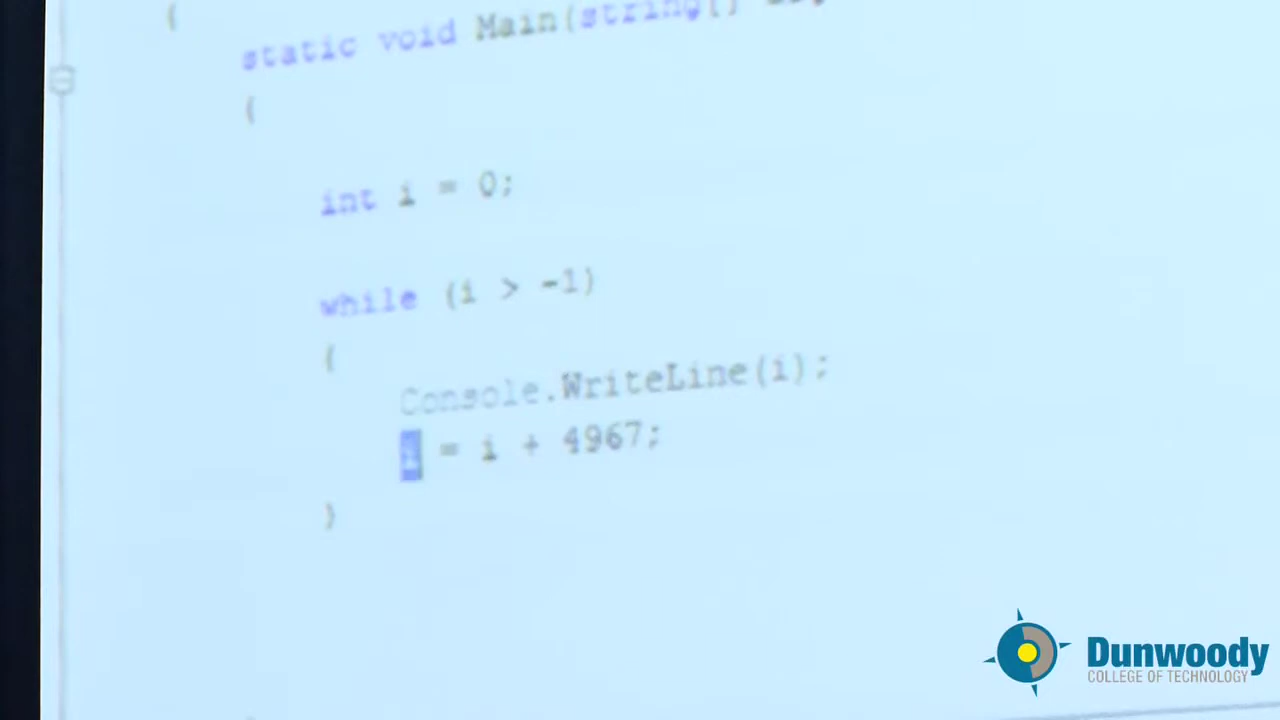 {
static void Main(string[]
{
int i = 0;
while (i > -1)
{
Console.WriteLine(i);
i = i + 4967;
}
Dunwoody
COLLEGE OF TECHNOLOGY